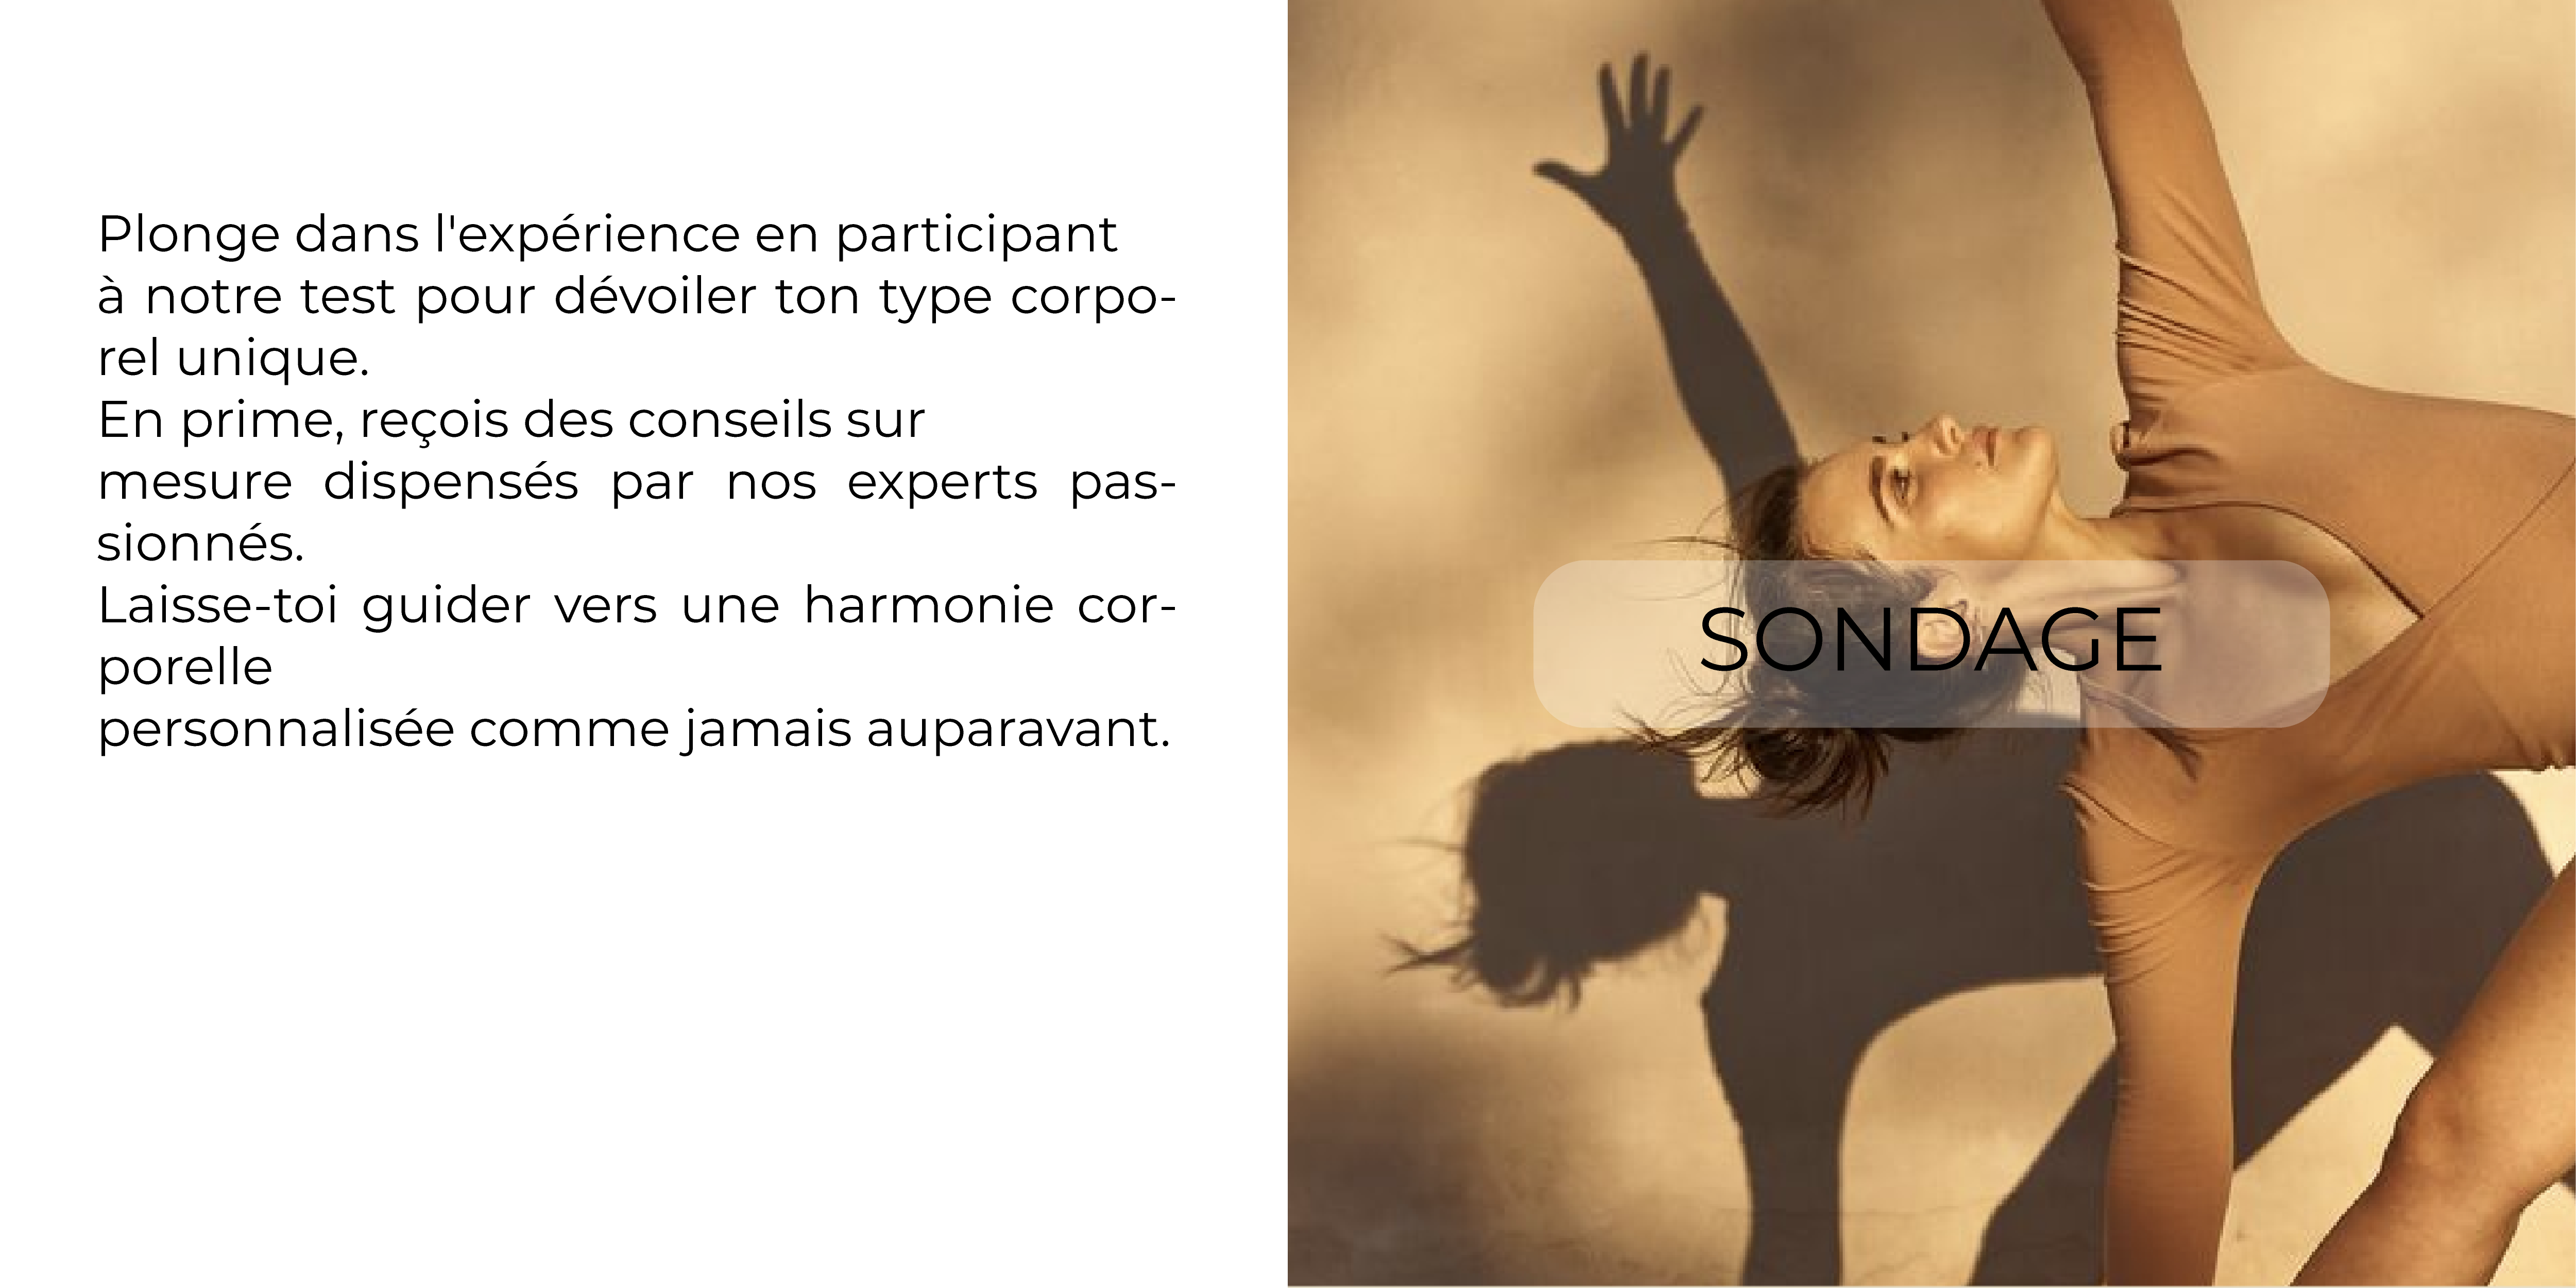 Plonge dans l'expérience en participant
à notre test pour dévoiler ton type corpo-
rel unique.
En prime, reçois des conseils sur
mesure dispensés par nos experts pas-
sionnés.
Laisse-toi guider vers une harmonie cor-
porelle
personnalisée comme jamais auparavant.
SONDAGE